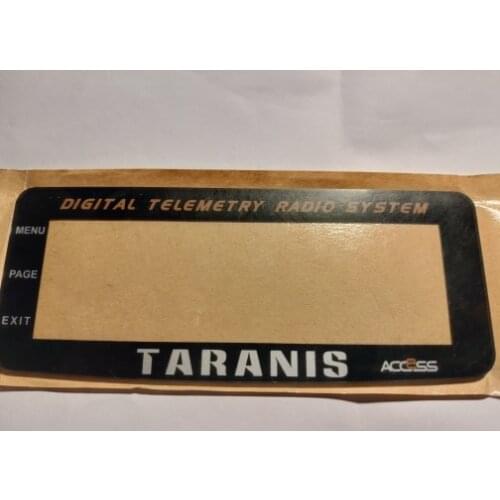 DIGITAL TELEMETRY RADIO SYSTEM
MENU
PAGE
EXIT
TARANIS
ACCESS